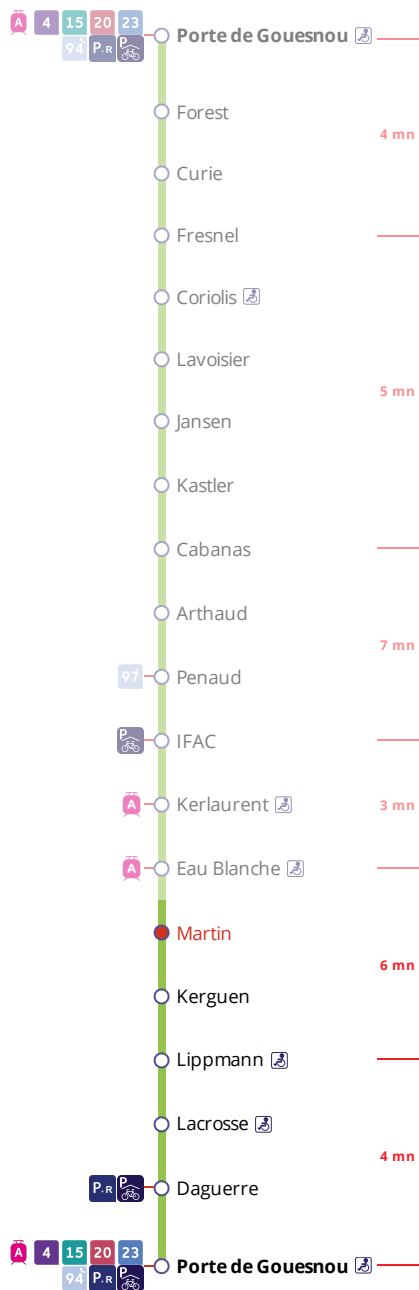 A 4 15 20 23
94 P+R P
Porte de Gouesnou
Forest
4 mn
Curie
Fresnel
Coriolis
Lavoisier
5 mn
Jansen
Kastler
Cabanas
Arthaud
7 mn
97 Penaud
P IFAC
A Kerlaurent
3 mn
A Eau Blanche
Martin
6 mn
Kerguen
Lippmann
Lacrosse
4 mn
P+R P Daguerre
A 4 15 20 23
94 P+R P
Porte de Gouesnou